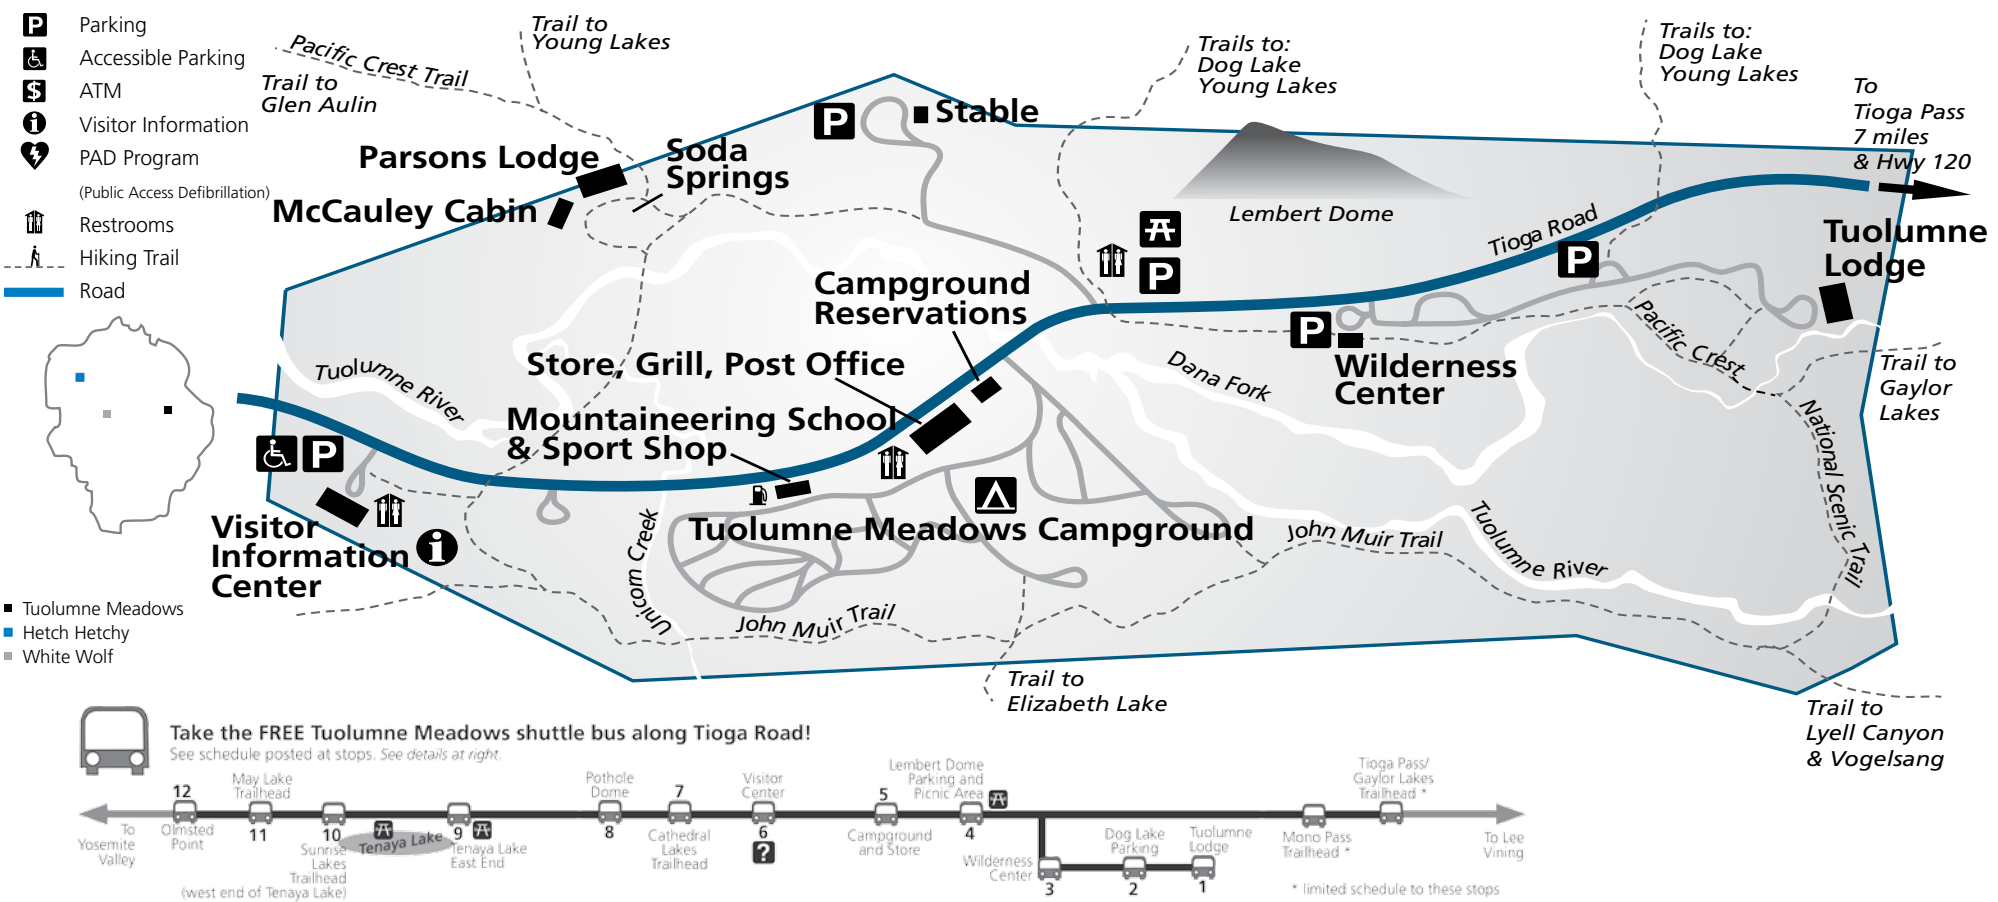 Parking
Accessible Parking
ATM
Visitor Information
PAD Program
(Public Access Defibrillation)
Restrooms
Hiking Trail
Road
Tuolumne Meadows
Hetch Hetchy
White Wolf
Pacific Crest Trail
Trail to
Glen Aulin
Trail to
Young Lakes
Parsons Lodge
McCauley Cabin
Soda
Springs
P
Stable
Trails to:
Dog Lake
Young Lakes
Lembert Dome
Trails to:
Dog Lake
Young Lakes
To
Tioga Pass
7 miles
& Hwy 120
Tioga Road
P
P
Tuolumne
Lodge
Campground
Reservations
Store, Grill, Post Office
Mountaineering School
& Sport Shop
Tuolumne River
P
Wilderness
Center
Dana Fork
Pacific Crest
National Scenic Trail
Trail to
Gaylor
Lakes
P
Visitor
Information
Center
Unicorn Creek
Tuolumne Meadows Campground
John Muir Trail
John Muir Trail
Tuolumne River
Trail to
Elizabeth Lake
Trail to
Lyell Canyon
& Vogelsang
Take the FREE Tuolumne Meadows shuttle bus along Tioga Road!
See schedule posted at stops. See details at right.
To
Yosemite
Valley
12
Olmsted
Point
May Lake
Trailhead
11
10
Sunrise
Lakes
Trailhead
(west end of Tenaya Lake)
Tenaya Lake
9
Tenaya Lake
East End
Pothole
Dome
8
7
Cathedral
Lakes
Trailhead
Visitor
Center
6
?
5
Campground
and Store
Lembert Dome
Parking and
Picnic Area
4
Wilderness
Center
3
Dog Lake
Parking
2
Tuolumne
Lodge
1
Mono Pass
Trailhead *
Tioga Pass/
Gaylor Lakes
Trailhead *
To Lee
Vining
* limited schedule to these stops